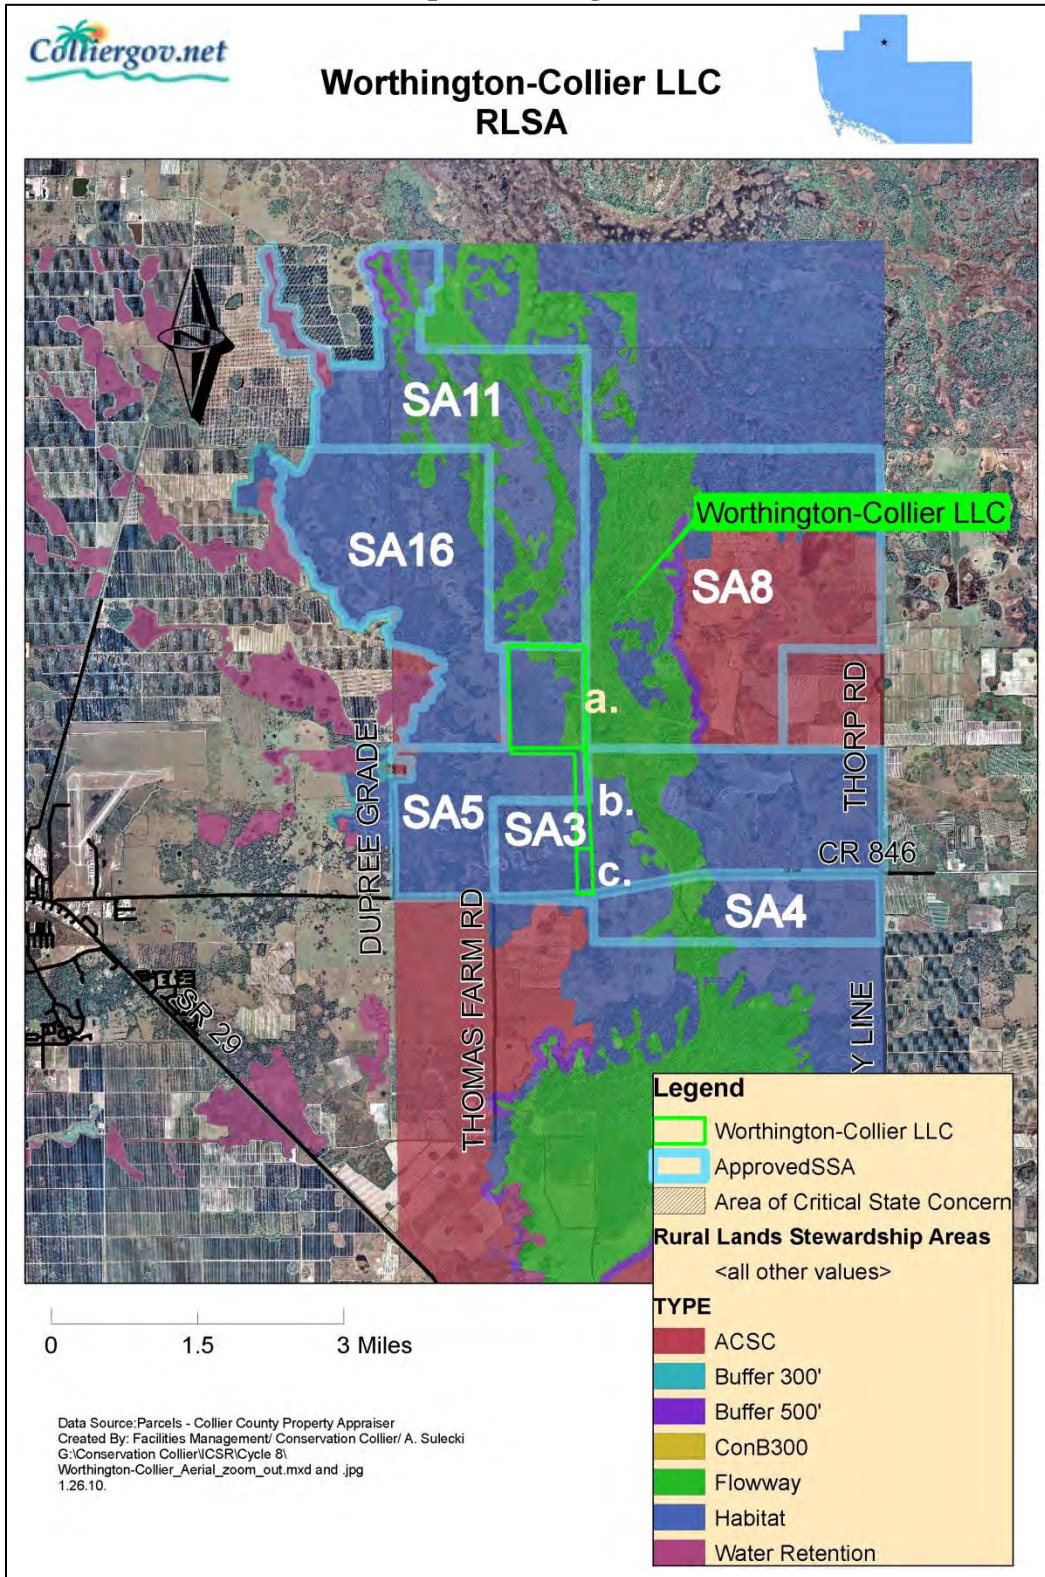 Colliergov.net
Worthington-Collier LLC
RLSA
N
SA11
Worthington-Collier LLC
SA16
SA8
a.
THORP RD
DUPREE GRADE
SA5
SA3
b.
CR 846
c.
SA4
THOMAS FARM RD
SR 29
Y LINE
Legend
Worthington-Collier LLC
ApprovedSSA
Area of Critical State Concern
Rural Lands Stewardship Areas
<all other values>
TYPE
ACSC
Buffer 300'
Buffer 500'
ConB300
Flowway
Habitat
Water Retention
0 1.5 3 Miles
Data Source:Parcels - Collier County Property Appraiser
Created By: Facilities Management/ Conservation Collier/ A. Sulecki
G:\Conservation Collier\ICSR\Cycle 8\
Worthington-Collier_Aerial_zoom_out.mxd and .jpg
1.26.10.